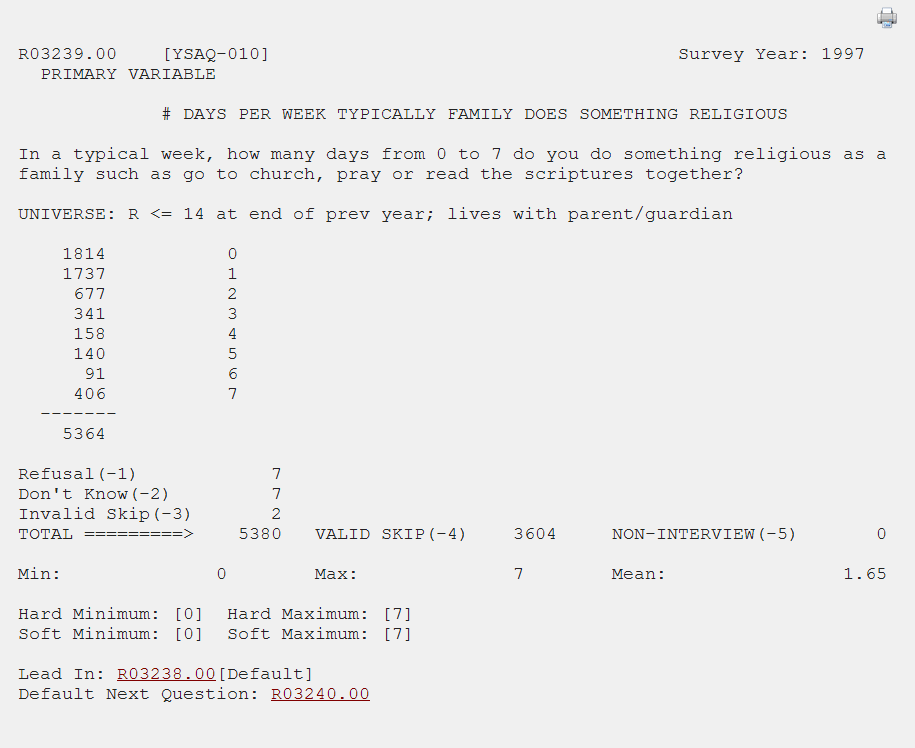 R03239.00    [YSAQ-010]                                     Survey Year: 1997
  PRIMARY VARIABLE
# DAYS PER WEEK TYPICALLY FAMILY DOES SOMETHING RELIGIOUS
In a typical week, how many days from 0 to 7 do you do something religious as a
family such as go to church, pray or read the scriptures together?
UNIVERSE: R <= 14 at end of prev year; lives with parent/guardian
1814           0
1737           1
677           2
341           3
158           4
140           5
91           6
406           7
-------
5364
Refusal(-1)            7
Don't Know(-2)         7
Invalid Skip(-3)       2
TOTAL =========>    5380   VALID SKIP(-4)    3604     NON-INTERVIEW(-5)       0
Min:              0        Max:              7        Mean:                1.65
Hard Minimum: [0]  Hard Maximum: [7]
Soft Minimum: [0]  Soft Maximum: [7]
Lead In: R03238.00[Default]
Default Next Question: R03240.00